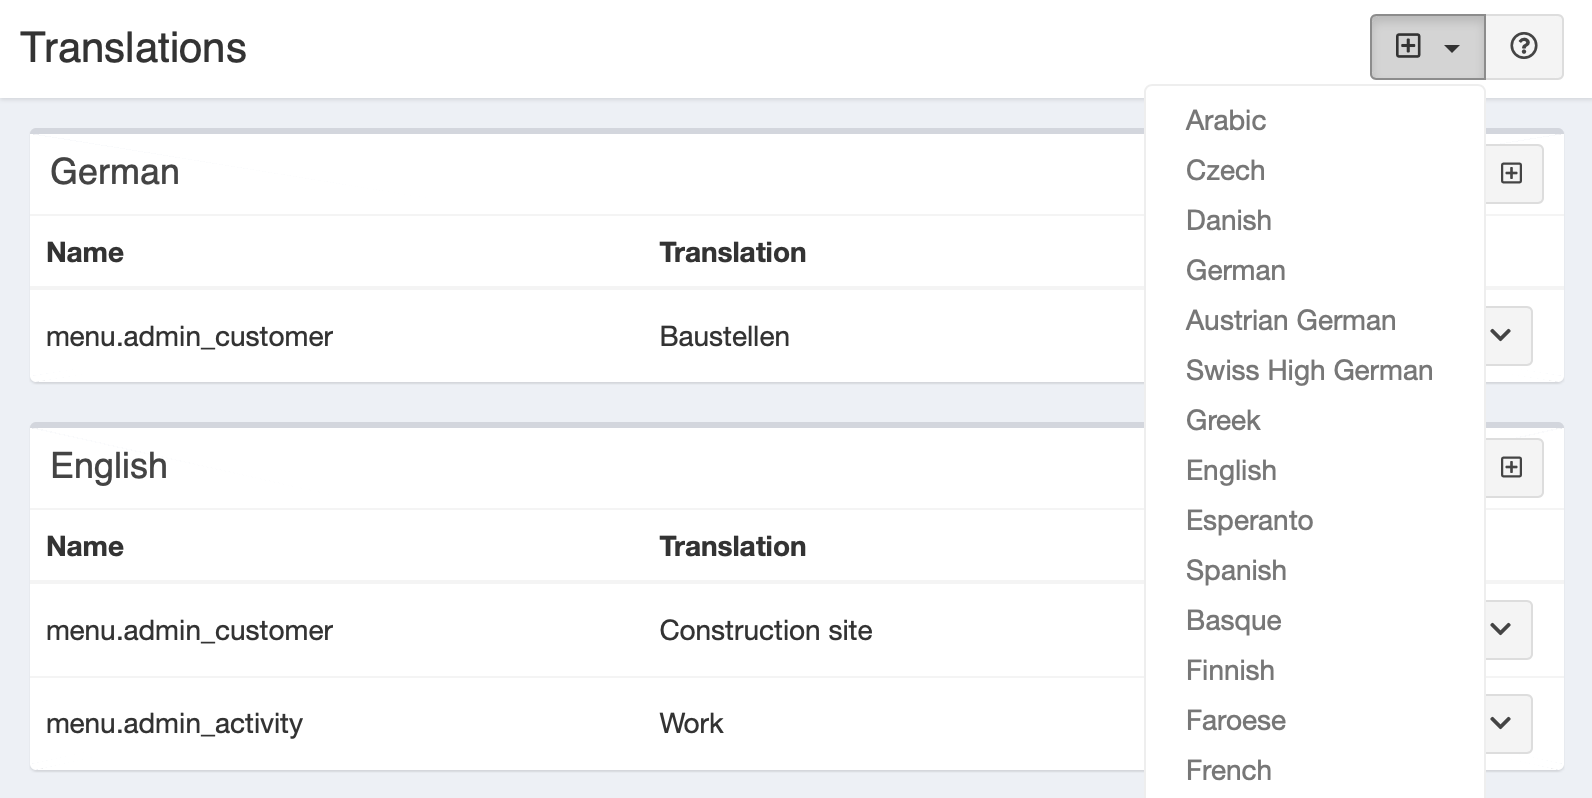 Translations
German
Name Translation
menu.admin_customer Baustellen
English
Name Translation
menu.admin_customer Construction site
menu.admin_activity Work
Arabic
Czech
Danish
German
Austrian German
Swiss High German
Greek
English
Esperanto
Spanish
Basque
Finnish
Faroese
French